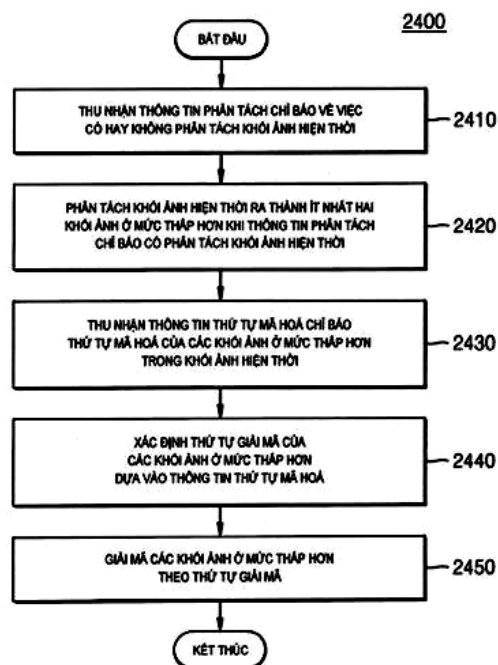 2400
BẮT ĐẦU
THU NHẬN THÔNG TIN PHÂN TÁCH CHỈ BÁO VỀ VIỆC
CÓ HAY KHÔNG PHÂN TÁCH KHỐI ẢNH HIỆN THỜI
2410
PHÂN TÁCH KHỐI ẢNH HIỆN THỜI RA THÀNH ÍT NHẤT HAI
KHỐI ẢNH Ở MỨC THẤP HƠN KHI THÔNG TIN PHÂN TÁCH
CHỈ BÁO CÓ PHÂN TÁCH KHỐI ẢNH HIỆN THỜI
2420
THU NHẬN THÔNG TIN THỨ TỰ MÃ HOÁ CHỈ BÁO
THỨ TỰ MÃ HOÁ CỦA CÁC KHỐI ẢNH Ở MỨC THẤP HƠN
TRONG KHỐI ẢNH HIỆN THỜI
2430
XÁC ĐỊNH THỨ TỰ GIẢI MÃ CỦA
CÁC KHỐI ẢNH Ở MỨC THẤP HƠN
DỰA VÀO THÔNG TIN THỨ TỰ MÃ HOÁ
2440
GIẢI MÃ CÁC KHỐI ẢNH Ở MỨC THẤP HƠN
THEO THỨ TỰ GIẢI MÃ
2450
KẾT THÚC